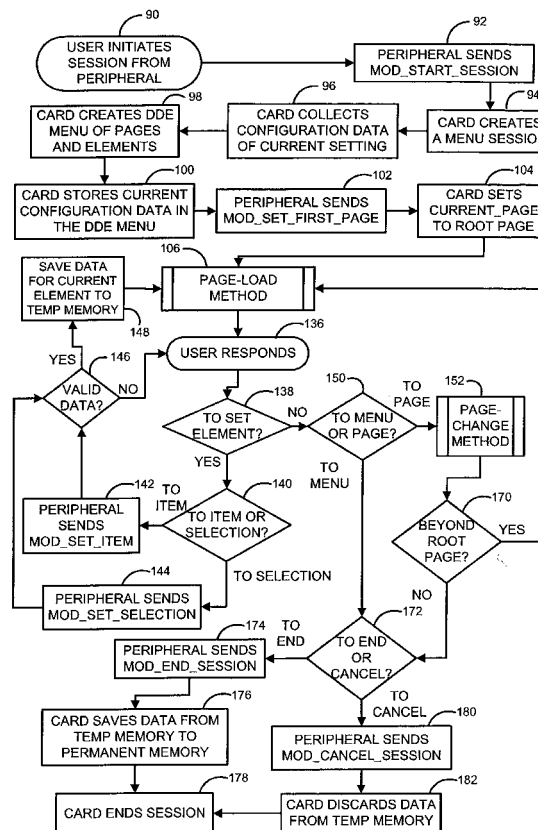 90
USER INITIATES
SESSION FROM
PERIPHERAL
92
PERIPHERAL SENDS
MOD_START_SESSION
94
CARD CREATES
A MENU SESSION
96
CARD COLLECTS
CONFIGURATION DATA
OF CURRENT SETTING
98
CARD CREATES DDE
MENU OF PAGES
AND ELEMENTS
100
CARD STORES CURRENT
CONFIGURATION DATA IN
THE DDE MENU
102
PERIPHERAL SENDS
MOD_SET_FIRST_PAGE
104
CARD SETS
CURRENT_PAGE
TO ROOT PAGE
106
PAGE-LOAD
METHOD
SAVE DATA
FOR CURRENT
ELEMENT TO
TEMP MEMORY
148
136
USER RESPONDS
YES
146
NO
VALID
DATA?
138
TO SET
ELEMENT?
NO
YES
150
TO MENU
OR PAGE?
TO
PAGE
TO
MENU
152
PAGE-
CHANGE
METHOD
140
TO ITEM OR
SELECTION?
TO
ITEM
TO SELECTION
142
PERIPHERAL
SENDS
MOD_SET_ITEM
144
PERIPHERAL SENDS
MOD_SET_SELECTION
170
BEYOND
ROOT
PAGE?
YES
NO
172
TO END
OR
CANCEL?
TO
END
TO
CANCEL
174
PERIPHERAL SENDS
MOD_END_SESSION
176
CARD SAVES DATA FROM
TEMP MEMORY TO
PERMANENT MEMORY
178
CARD ENDS SESSION
180
PERIPHERAL SENDS
MOD_CANCEL_SESSION
182
CARD DISCARDS DATA
FROM TEMP MEMORY